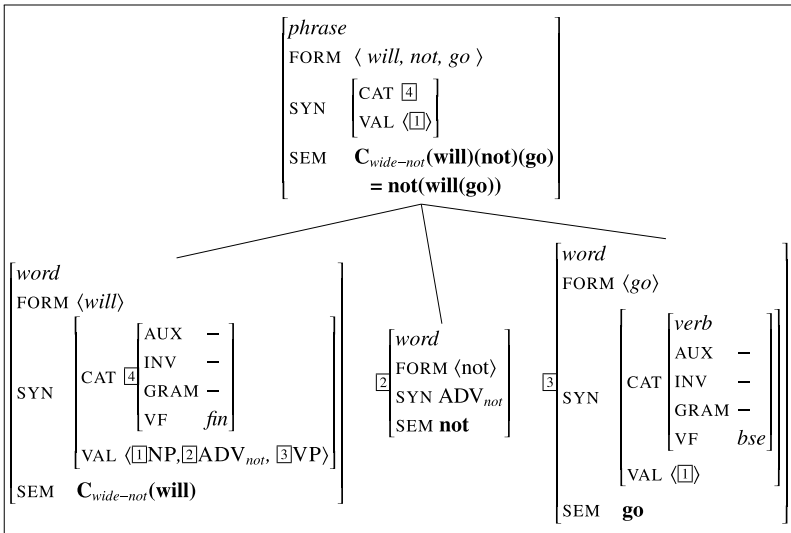 phrase
FORM ⟨ will, not, go ⟩
SYN
CAT 4
VAL ⟨1⟩
SEM C_wide−not(will)(not)(go)
= not(will(go))
word
FORM ⟨will⟩
SYN
CAT 4
AUX −
INV −
GRAM −
VF fin
VAL ⟨1NP,2ADV_not, 3VP⟩
SEM C_wide−not(will)
2
word
FORM ⟨not⟩
SYN ADV_not
SEM not
3
word
FORM ⟨go⟩
SYN
CAT
verb
AUX −
INV −
GRAM −
VF bse
VAL ⟨1⟩
SEM go